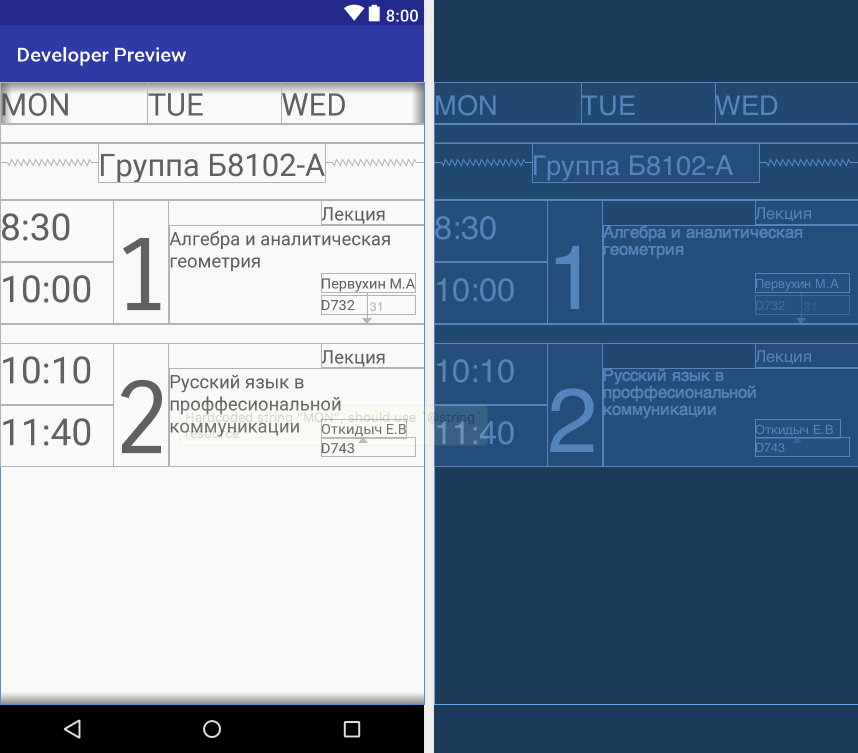 8:00
Developer Preview
MON TUE WED
Группа Б8102-А
8:30
10:00
1
Лекция
Алгебра и аналитическая
геометрия
Первухин М.А
D732 31
10:10
11:40
2
Лекция
Русский язык в
проффесиональной
коммуникации
Откидыч Е.В
D743
Hardcoded string "MON", should use `@string`
resource
MON TUE WED
Группа Б8102-А
8:30
10:00
1
Лекция
Алгебра и аналитическая
геометрия
Первухин М.А
D732 31
10:10
11:40
2
Лекция
Русский язык в
проффесиональной
коммуникации
Откидыч Е.В
D743